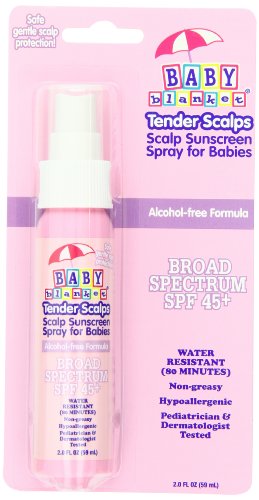 Safe
gentle scalp
protection!
BABY
blanket®
Tender Scalps
Scalp Sunscreen
Spray for Babies
Alcohol-free Formula
BROAD
SPECTRUM
SPF 45+
WATER
RESISTANT
(80 MINUTES)
Non-greasy
Hypoallergenic
Pediatrician &
Dermatologist
Tested
2.0 FL OZ (59 mL)
BABY
blanket
Tender Scalps
Scalp Sunscreen
Spray for Babies
Alcohol-free Formula
BROAD
SPECTRUM
SPF 45+
WATER
RESISTANT
(80 MINUTES)
Non-greasy
Hypoallergenic
Pediatrician &
Dermatologist
Tested
2.0 FL OZ (59 mL)